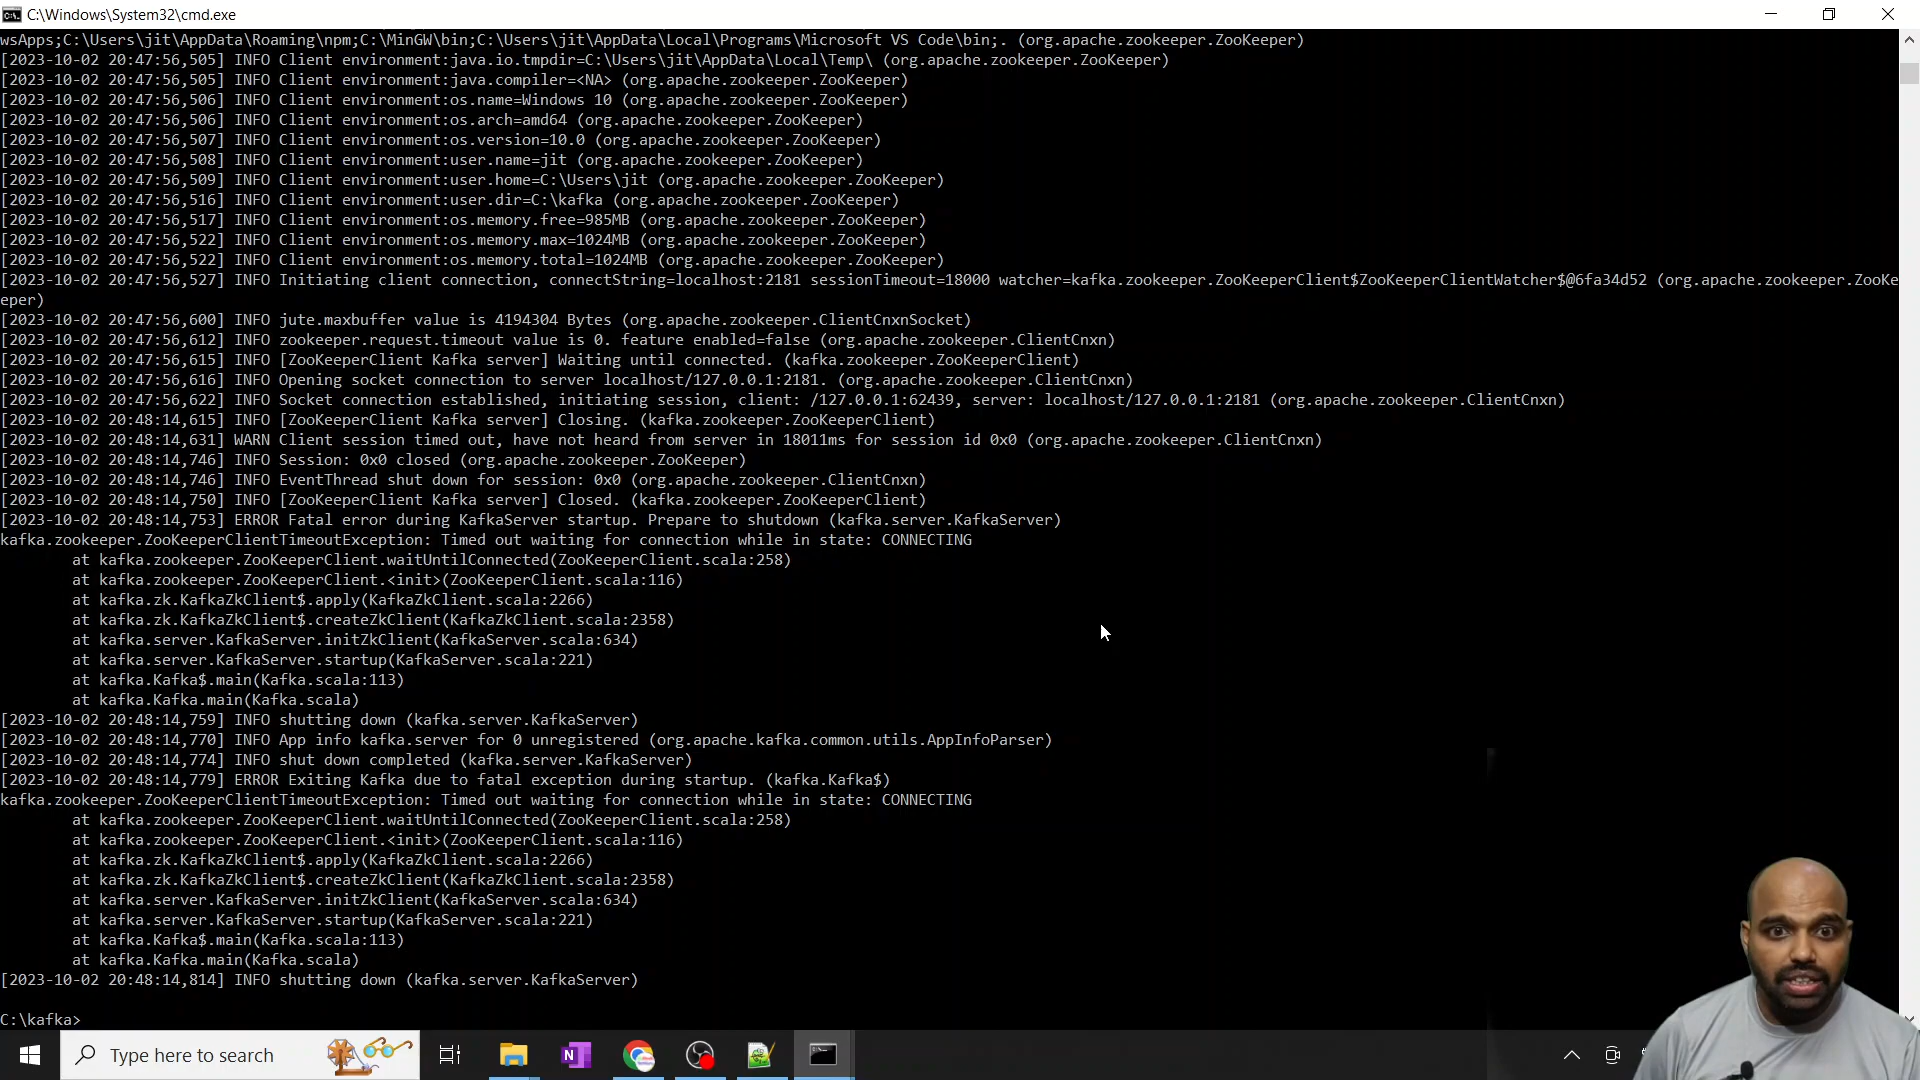 C:\Windows\System32\cmd.exe
wsApps;C:\Users\jit\AppData\Roaming\npm;C:\MinGW\bin;C:\Users\jit\AppData\Local\Programs\Microsoft VS Code\bin;. (org.apache.zookeeper.ZooKeeper)
[2023-10-02 20:47:56,505] INFO Client environment:java.io.tmpdir=C:\Users\jit\AppData\Local\Temp\ (org.apache.zookeeper.ZooKeeper)
[2023-10-02 20:47:56,505] INFO Client environment:java.compiler=<NA> (org.apache.zookeeper.ZooKeeper)
[2023-10-02 20:47:56,506] INFO Client environment:os.name=Windows 10 (org.apache.zookeeper.ZooKeeper)
[2023-10-02 20:47:56,506] INFO Client environment:os.arch=amd64 (org.apache.zookeeper.ZooKeeper)
[2023-10-02 20:47:56,507] INFO Client environment:os.version=10.0 (org.apache.zookeeper.ZooKeeper)
[2023-10-02 20:47:56,508] INFO Client environment:user.name=jit (org.apache.zookeeper.ZooKeeper)
[2023-10-02 20:47:56,509] INFO Client environment:user.home=C:\Users\jit (org.apache.zookeeper.ZooKeeper)
[2023-10-02 20:47:56,516] INFO Client environment:user.dir=C:\kafka (org.apache.zookeeper.ZooKeeper)
[2023-10-02 20:47:56,517] INFO Client environment:os.memory.free=985MB (org.apache.zookeeper.ZooKeeper)
[2023-10-02 20:47:56,522] INFO Client environment:os.memory.max=1024MB (org.apache.zookeeper.ZooKeeper)
[2023-10-02 20:47:56,522] INFO Client environment:os.memory.total=1024MB (org.apache.zookeeper.ZooKeeper)
[2023-10-02 20:47:56,527] INFO Initiating client connection, connectString=localhost:2181 sessionTimeout=18000 watcher=kafka.zookeeper.ZooKeeperClient$ZooKeeperClientWatcher$@6fa34d52 (org.apache.zookeeper.ZooKe
eper)
[2023-10-02 20:47:56,600] INFO jute.maxbuffer value is 4194304 Bytes (org.apache.zookeeper.ClientCnxnSocket)
[2023-10-02 20:47:56,612] INFO zookeeper.request.timeout value is 0. feature enabled=false (org.apache.zookeeper.ClientCnxn)
[2023-10-02 20:47:56,615] INFO [ZooKeeperClient Kafka server] Waiting until connected. (kafka.zookeeper.ZooKeeperClient)
[2023-10-02 20:47:56,616] INFO Opening socket connection to server localhost/127.0.0.1:2181. (org.apache.zookeeper.ClientCnxn)
[2023-10-02 20:47:56,622] INFO Socket connection established, initiating session, client: /127.0.0.1:62439, server: localhost/127.0.0.1:2181 (org.apache.zookeeper.ClientCnxn)
[2023-10-02 20:48:14,615] INFO [ZooKeeperClient Kafka server] Closing. (kafka.zookeeper.ZooKeeperClient)
[2023-10-02 20:48:14,631] WARN Client session timed out, have not heard from server in 18011ms for session id 0x0 (org.apache.zookeeper.ClientCnxn)
[2023-10-02 20:48:14,746] INFO Session: 0x0 closed (org.apache.zookeeper.ZooKeeper)
[2023-10-02 20:48:14,746] INFO EventThread shut down for session: 0x0 (org.apache.zookeeper.ClientCnxn)
[2023-10-02 20:48:14,750] INFO [ZooKeeperClient Kafka server] Closed. (kafka.zookeeper.ZooKeeperClient)
[2023-10-02 20:48:14,753] ERROR Fatal error during KafkaServer startup. Prepare to shutdown (kafka.server.KafkaServer)
kafka.zookeeper.ZooKeeperClientTimeoutException: Timed out waiting for connection while in state: CONNECTING
at kafka.zookeeper.ZooKeeperClient.waitUntilConnected(ZooKeeperClient.scala:258)
at kafka.zookeeper.ZooKeeperClient.<init>(ZooKeeperClient.scala:116)
at kafka.zk.KafkaZkClient$.apply(KafkaZkClient.scala:2266)
at kafka.zk.KafkaZkClient$.createZkClient(KafkaZkClient.scala:2358)
at kafka.server.KafkaServer.initZkClient(KafkaServer.scala:634)
at kafka.server.KafkaServer.startup(KafkaServer.scala:221)
at kafka.Kafka$.main(Kafka.scala:113)
at kafka.Kafka.main(Kafka.scala)
[2023-10-02 20:48:14,759] INFO shutting down (kafka.server.KafkaServer)
[2023-10-02 20:48:14,770] INFO App info kafka.server for 0 unregistered (org.apache.kafka.common.utils.AppInfoParser)
[2023-10-02 20:48:14,774] INFO shut down completed (kafka.server.KafkaServer)
[2023-10-02 20:48:14,779] ERROR Exiting Kafka due to fatal exception during startup. (kafka.Kafka$)
kafka.zookeeper.ZooKeeperClientTimeoutException: Timed out waiting for connection while in state: CONNECTING
at kafka.zookeeper.ZooKeeperClient.waitUntilConnected(ZooKeeperClient.scala:258)
at kafka.zookeeper.ZooKeeperClient.<init>(ZooKeeperClient.scala:116)
at kafka.zk.KafkaZkClient$.apply(KafkaZkClient.scala:2266)
at kafka.zk.KafkaZkClient$.createZkClient(KafkaZkClient.scala:2358)
at kafka.server.KafkaServer.initZkClient(KafkaServer.scala:634)
at kafka.server.KafkaServer.startup(KafkaServer.scala:221)
at kafka.Kafka$.main(Kafka.scala:113)
at kafka.Kafka.main(Kafka.scala)
[2023-10-02 20:48:14,814] INFO shutting down (kafka.server.KafkaServer)
C:\kafka>
Type here to search